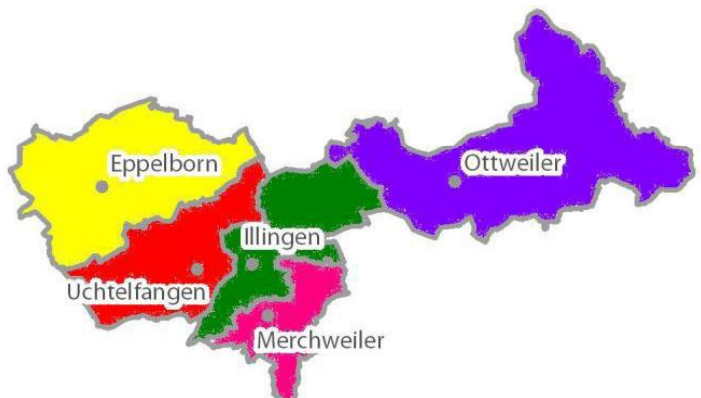 Eppelborn
Ottweiler
Illingen
Uchtelfangen
Merchweiler